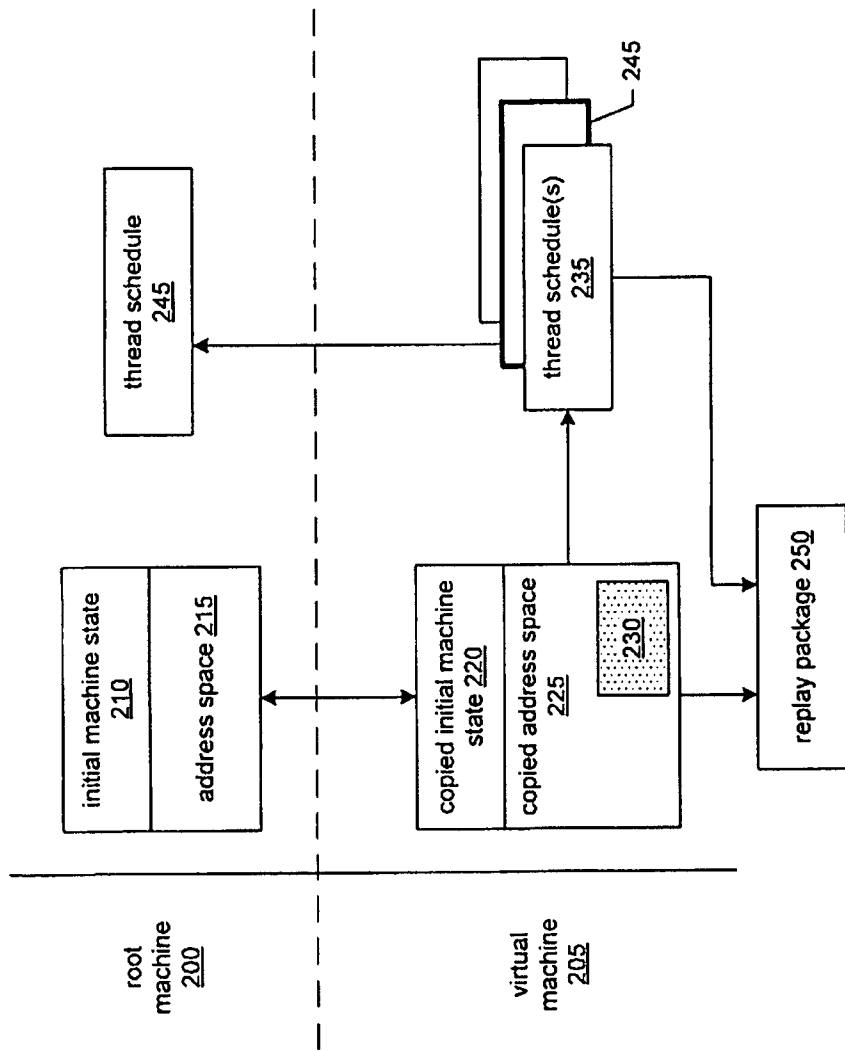 root
machine
200
initial machine state
210
address space 215
thread schedule
245
virtual
machine
205
copied initial machine
state 220
copied address space
225
230
thread schedule(s)
235
245
replay package 250